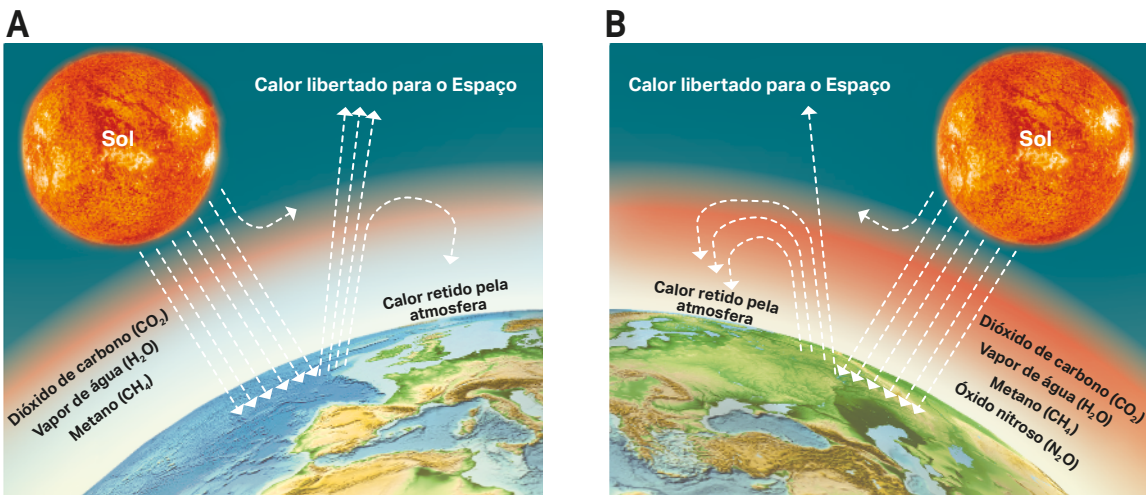 A
Sol
Calor libertado para o Espaço
Calor retido pela
atmosfera
Dióxido de carbono (CO₂)
Vapor de água (H₂O)
Metano (CH₄)
B
Calor libertado para o Espaço
Sol
Calor retido pela
atmosfera
Dióxido de carbono (CO₂)
Vapor de água (H₂O)
Metano (CH₄)
Óxido nitroso (N₂O)